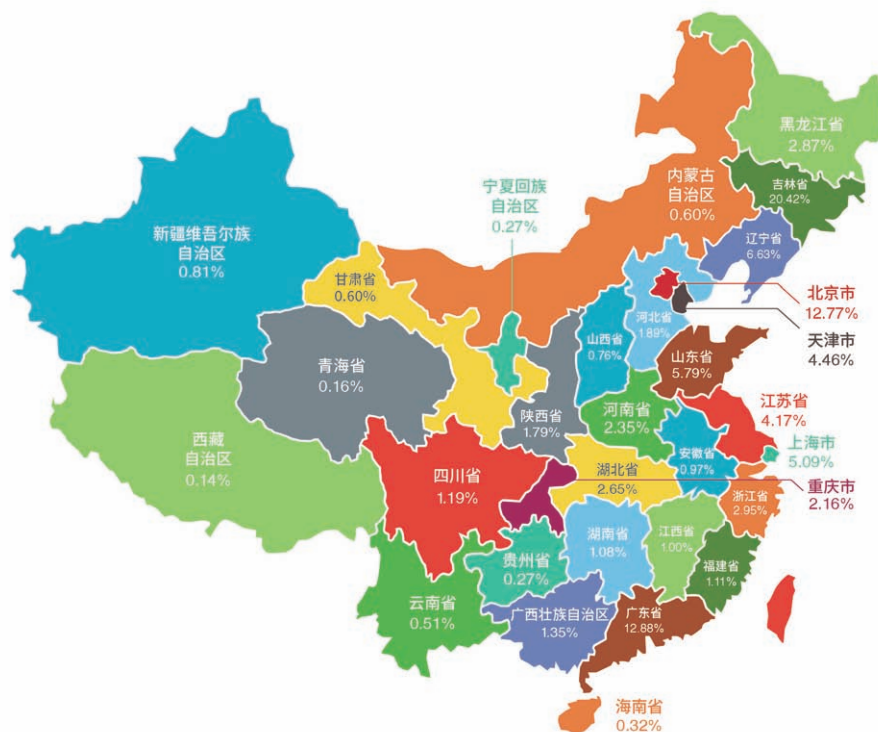 黑龙江省
2.87%
吉林省
20.42%
辽宁省
6.63%
内蒙古
自治区
0.60%
宁夏回族
自治区
0.27%
新疆维吾尔族
自治区
0.81%
甘肃省
0.60%
北京市
12.77%
天津市
4.46%
河北省
1.89%
山西省
0.76%
山东省
5.79%
青海省
0.16%
陕西省
1.79%
河南省
2.35%
江苏省
4.17%
上海市
5.09%
安徽省
0.97%
西藏
自治区
0.14%
四川省
1.19%
湖北省
2.65%
重庆市
2.16%
浙江省
2.95%
湖南省
1.08%
江西省
1.00%
福建省
1.11%
贵州省
0.27%
云南省
0.51%
广西壮族自治区
1.35%
广东省
12.88%
海南省
0.32%